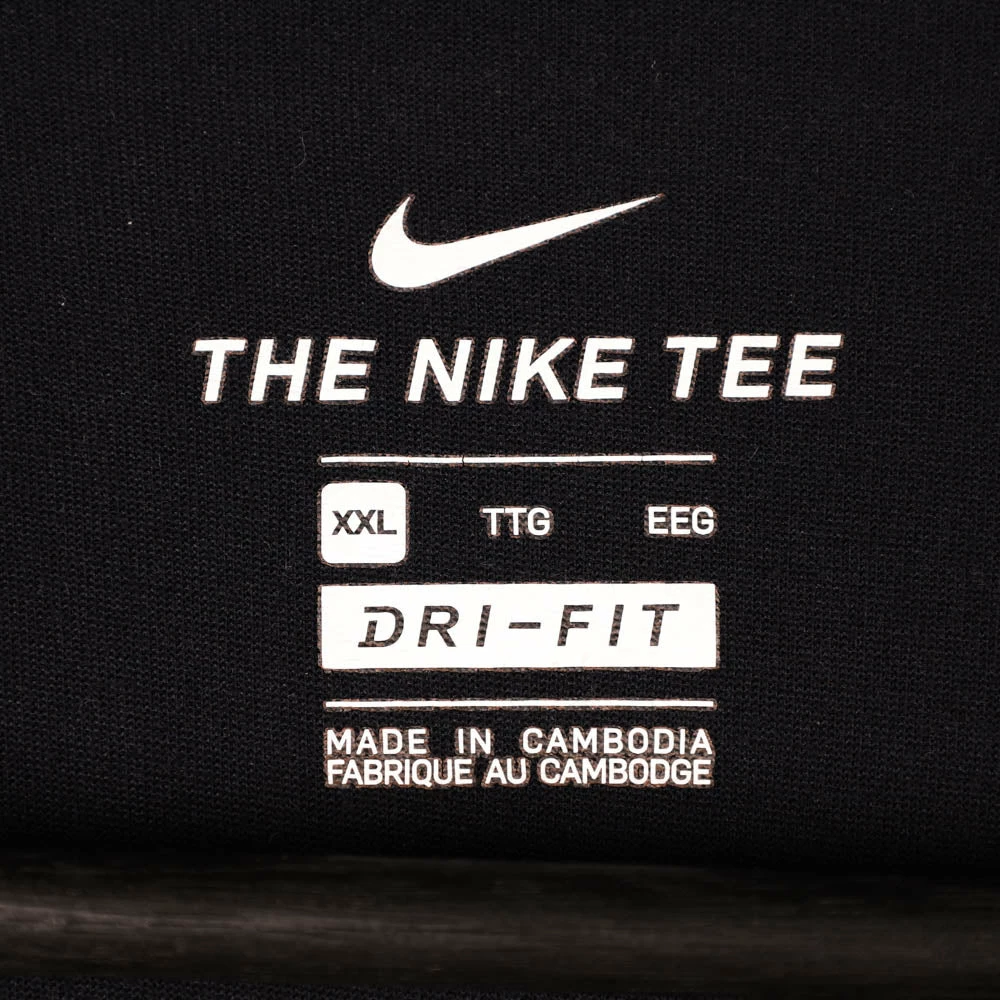 THE NIKE TEE
XXL TTG EEG
DRI-FIT
MADE IN CAMBODIA
FABRIQUE AU CAMBODGE